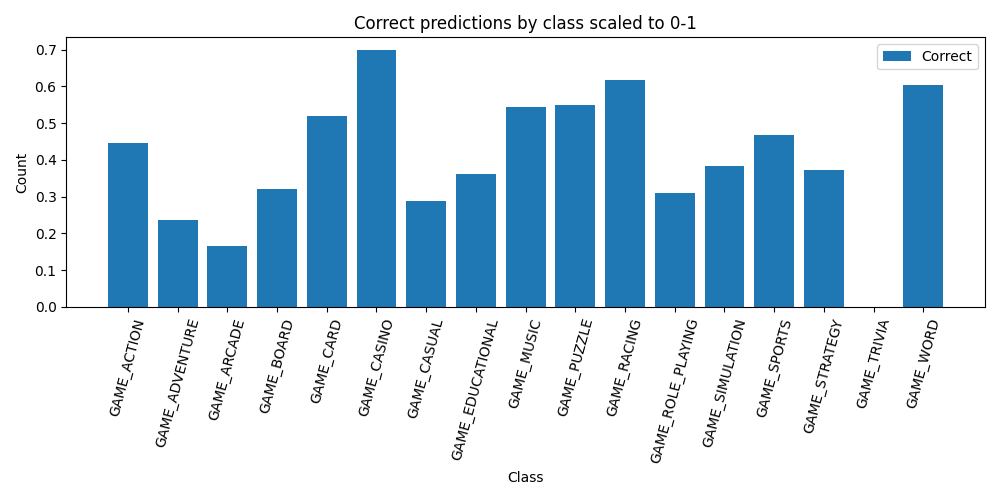 Correct predictions by class scaled to 0-1
Correct
Count
0.7
0.6
0.5
0.4
0.3
0.2
0.1
0.0
GAME_ACTION
GAME_ADVENTURE
GAME_ARCADE
GAME_BOARD
GAME_CARD
GAME_CASINO
GAME_CASUAL
GAME_EDUCATIONAL
GAME_MUSIC
GAME_PUZZLE
GAME_RACING
GAME_ROLE_PLAYING
GAME_SIMULATION
GAME_SPORTS
GAME_STRATEGY
GAME_TRIVIA
GAME_WORD
Class